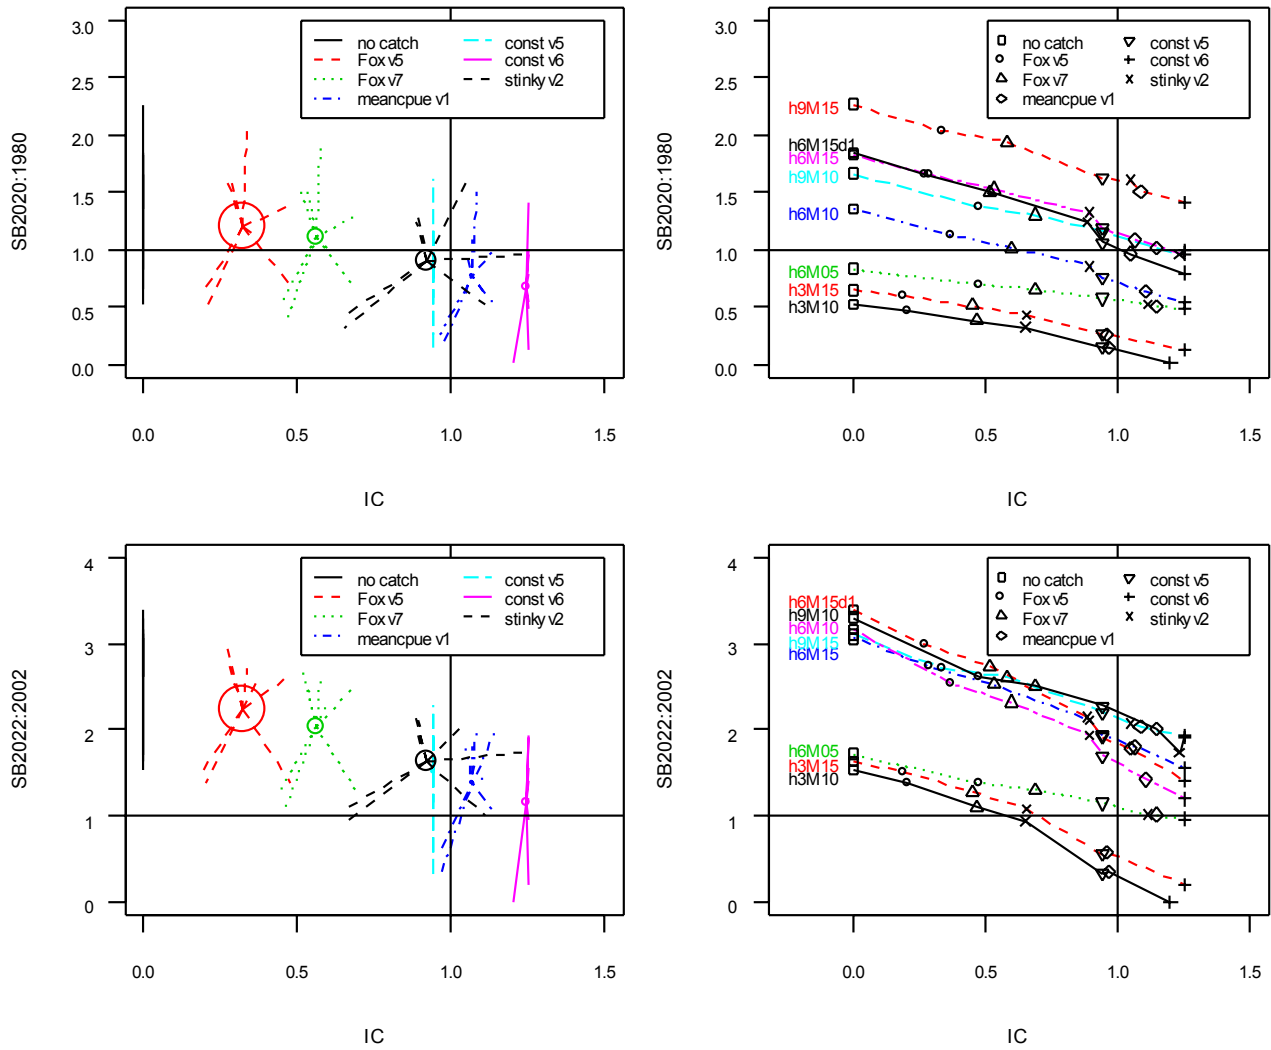 3.0
2.5
2.0
1.5
1.0
0.5
0.0
SB2020:1980
no catch
Fox v5
Fox v7
meancpue v1
const v5
const v6
stinky v2
0.0 0.5 1.0 1.5
IC
3.0
2.5
2.0
1.5
1.0
0.5
0.0
SB2020:1980
no catch
Fox v5
Fox v7
meancpue v1
const v5
const v6
stinky v2
h9M15
h6M15d1
h6M15
h9M10
h6M10
h6M05
h3M15
h3M10
0.0 0.5 1.0 1.5
IC
4
3
2
1
0
SB2022:2002
no catch
Fox v5
Fox v7
meancpue v1
const v5
const v6
stinky v2
0.0 0.5 1.0 1.5
IC
4
3
2
1
0
SB2022:2002
no catch
Fox v5
Fox v7
meancpue v1
const v5
const v6
stinky v2
h6M15d1
h9M10
h6M10
h9M15
h6M15
h6M05
h3M15
h3M10
0.0 0.5 1.0 1.5
IC